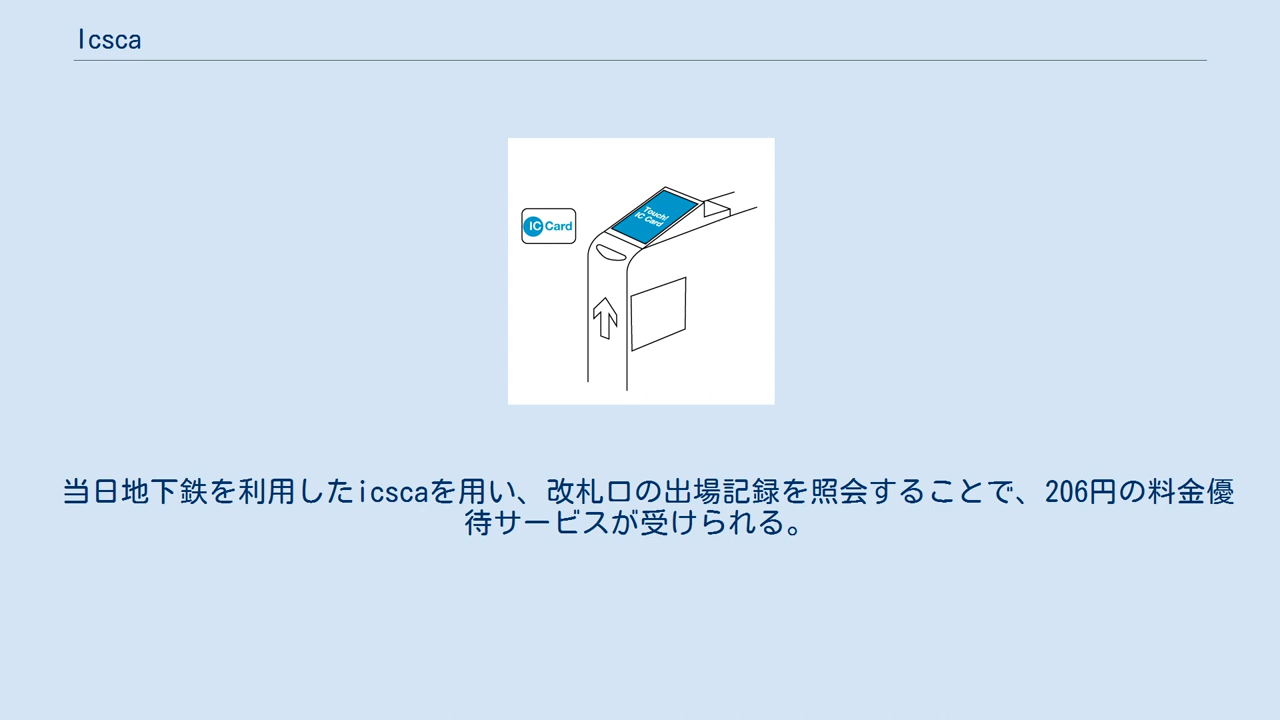 Icsca
IC Card
Touch!
IC Card
当日地下鉄を利用したicscaを用い、改札口の出場記録を照会することで、206円の料金優
待サービスが受けられる。